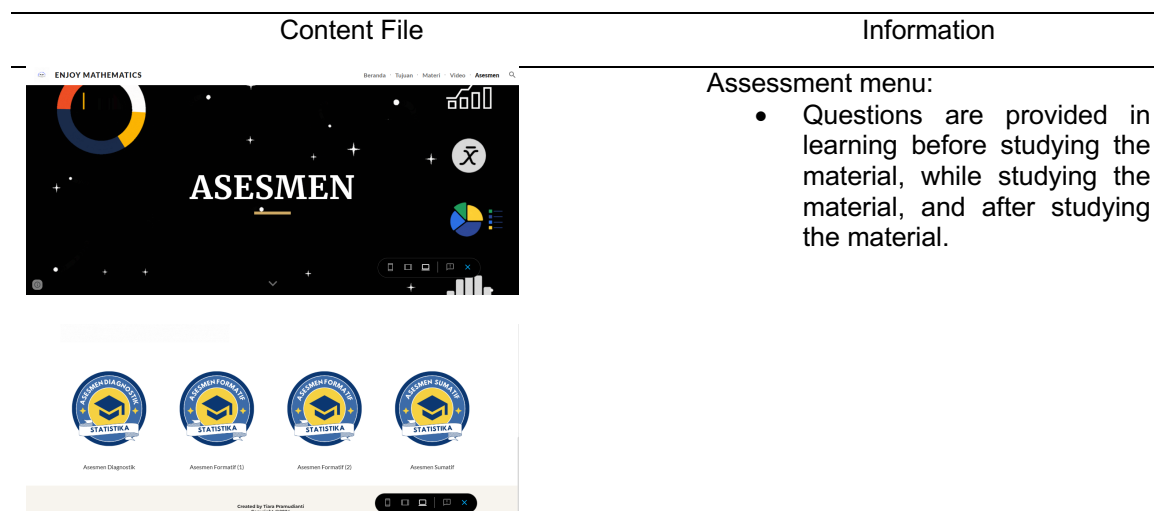 Content File
Information
ENJOY MATHEMATICS
Beranda Tujuan Materi Video Asesmen
ASESMEN
x̄
Assessment menu:
• Questions are provided in
learning before studying the
material, while studying the
material, and after studying
the material.
ASESMEN DIAGNOSTIK
STATISTIKA
ASESMEN FORMATIF
STATISTIKA
ASESMEN FORMATIF
STATISTIKA
ASESMEN SUMATIF
STATISTIKA
Asesmen Diagnostik
Asesmen Formatif (1)
Asesmen Formatif (2)
Asesmen Sumatif
Created by Tiara Pramudianti